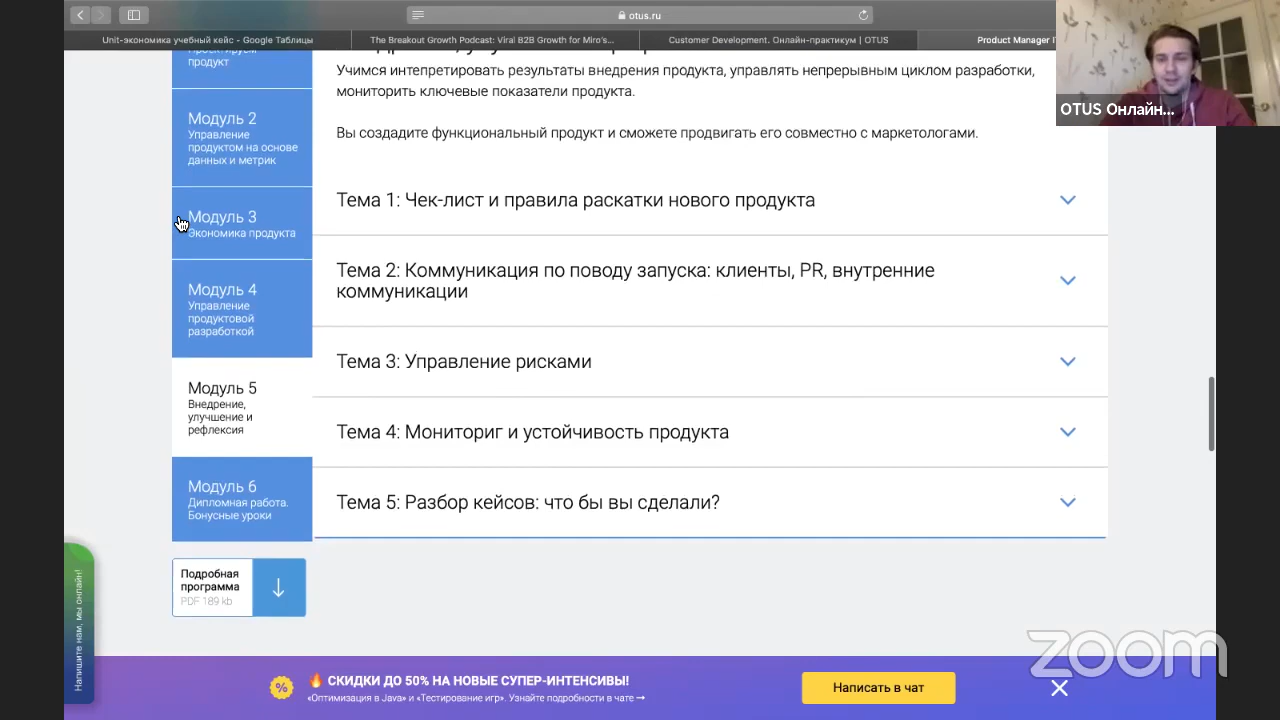 otus.ru
Unit-экономика учебный кейс - Google Таблицы
The Breakout Growth Podcast: Viral B2B Growth for Miro's...
Customer Development. Онлайн-практикум | OTUS
Product Manager I
OTUS Онлайн...
продукт
Модуль 2
Управление
продуктом на основе
данных и метрик
Модуль 3
Экономика продукта
Модуль 4
Управление
продуктовой
разработкой
Модуль 5
Внедрение,
улучшение и
рефлексия
Модуль 6
Дипломная работа.
Бонусные уроки
Подробная
программа
PDF 189 kb
Учимся интепретировать результаты внедрения продукта, управлять непрерывным циклом разработки,
мониторить ключевые показатели продукта.
Вы создадите функциональный продукт и сможете продвигать его совместно с маркетологами.
Тема 1: Чек-лист и правила раскатки нового продукта
Тема 2: Коммуникация по поводу запуска: клиенты, PR, внутренние
коммуникации
Тема 3: Управление рисками
Тема 4: Мониториг и устойчивость продукта
Тема 5: Разбор кейсов: что бы вы сделали?
Напишите нам, мы онлайн!
%
СКИДКИ ДО 50% НА НОВЫЕ СУПЕР-ИНТЕНСИВЫ!
«Оптимизация в Java» и «Тестирование игр». Узнайте подробности в чате →
Написать в чат
zoom